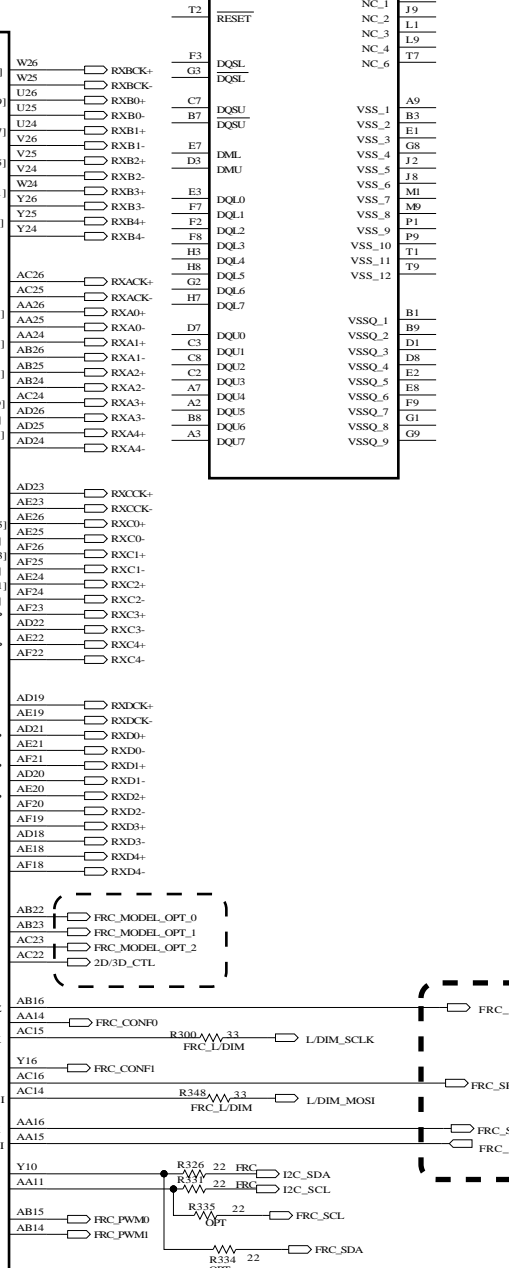 T2 RESET
NC_1
J9 NC_2
L1 NC_3
L9 NC_4
T7 NC_6
F3 DQSL
G3 DQSL
C7 DQSU
B7 DQSU
E7 DML
D3 DMU
E3 DQL0
F7 DQL1
F2 DQL2
F8 DQL3
H3 DQL4
H8 DQL5
G2 DQL6
H7 DQL7
D7 DQU0
C3 DQU1
C8 DQU2
C2 DQU3
A7 DQU4
A2 DQU5
B8 DQU6
A3 DQU7
VSS_1 A9
VSS_2 B3
VSS_3 E1
VSS_4 G8
VSS_5 J2
VSS_6 J8
VSS_7 M1
VSS_8 M9
VSS_9 P1
VSS_10 P9
VSS_11 T1
VSS_12 T9
VSSQ_1 B1
VSSQ_2 B9
VSSQ_3 D1
VSSQ_4 D8
VSSQ_5 E2
VSSQ_6 E8
VSSQ_7 F9
VSSQ_8 G1
VSSQ_9 G9
W26 RXBCK+
W25 RXBCK-
U26 RXB0+
U25 RXB0-
U24 RXB1+
V26 RXB1-
V25 RXB2+
V24 RXB2-
W24 RXB3+
Y26 RXB3-
Y25 RXB4+
Y24 RXB4-
AC26 RXACK+
AC25 RXACK-
AA26 RXA0+
AA25 RXA0-
AA24 RXA1+
AB26 RXA1-
AB25 RXA2+
AB24 RXA2-
AC24 RXA3+
AD26 RXA3-
AD25 RXA4+
AD24 RXA4-
AD23 RXCCK+
AE23 RXCCK-
AE26 RXC0+
AE25 RXC0-
AF26 RXC1+
AF25 RXC1-
AE24 RXC2+
AF24 RXC2-
AF23 RXC3+
AD22 RXC3-
AE22 RXC4+
AF22 RXC4-
AD19 RXDCK+
AE19 RXDCK-
AD21 RXD0+
AE21 RXD0-
AF21 RXD1+
AD20 RXD1-
AE20 RXD2+
AF20 RXD2-
AF19 RXD3+
AD18 RXD3-
AE18 RXD4+
AF18 RXD4-
AB22 FRC_MODEL_OPT_0
AB23 FRC_MODEL_OPT_1
AC23 FRC_MODEL_OPT_2
AC22 2D/3D_CTL
AB16 FRC_
AA14 FRC_CONF0
AC15 R300 33 L/DIM_SCLK
FRC_L/DIM
Y16 FRC_CONF1
AC16 FRC_SP
AC14 R348 33 L/DIM_MOSI
FRC_L/DIM
AA16 FRC_S
AA15 FRC_
Y10 R326 22 FRC I2C_SDA
AA11 R331 22 FRC I2C_SCL
R335 22 FRC_SCL
OPT
AB15 FRC_PWM0
AB14 FRC_PWM1
R334 22 FRC_SDA